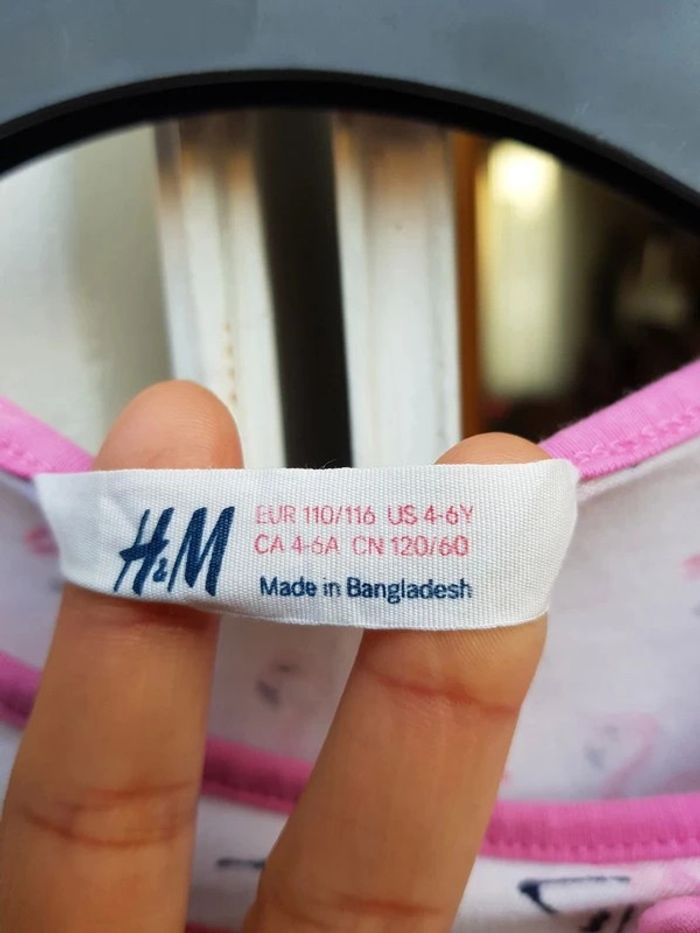 H&M
EUR 110/116 US 4-6Y
CA 4-6A CN 120/60
Made in Bangladesh